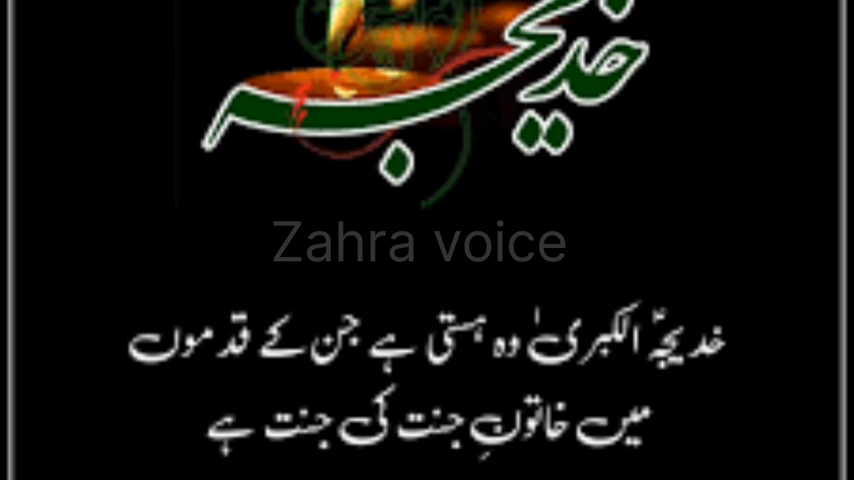 خدیجہ
Zahra voice
خدیجہؑ الکبریٰ وہ ہستی ہے جن کے قدموں
میں خاتونِ جنت کی جنت ہے